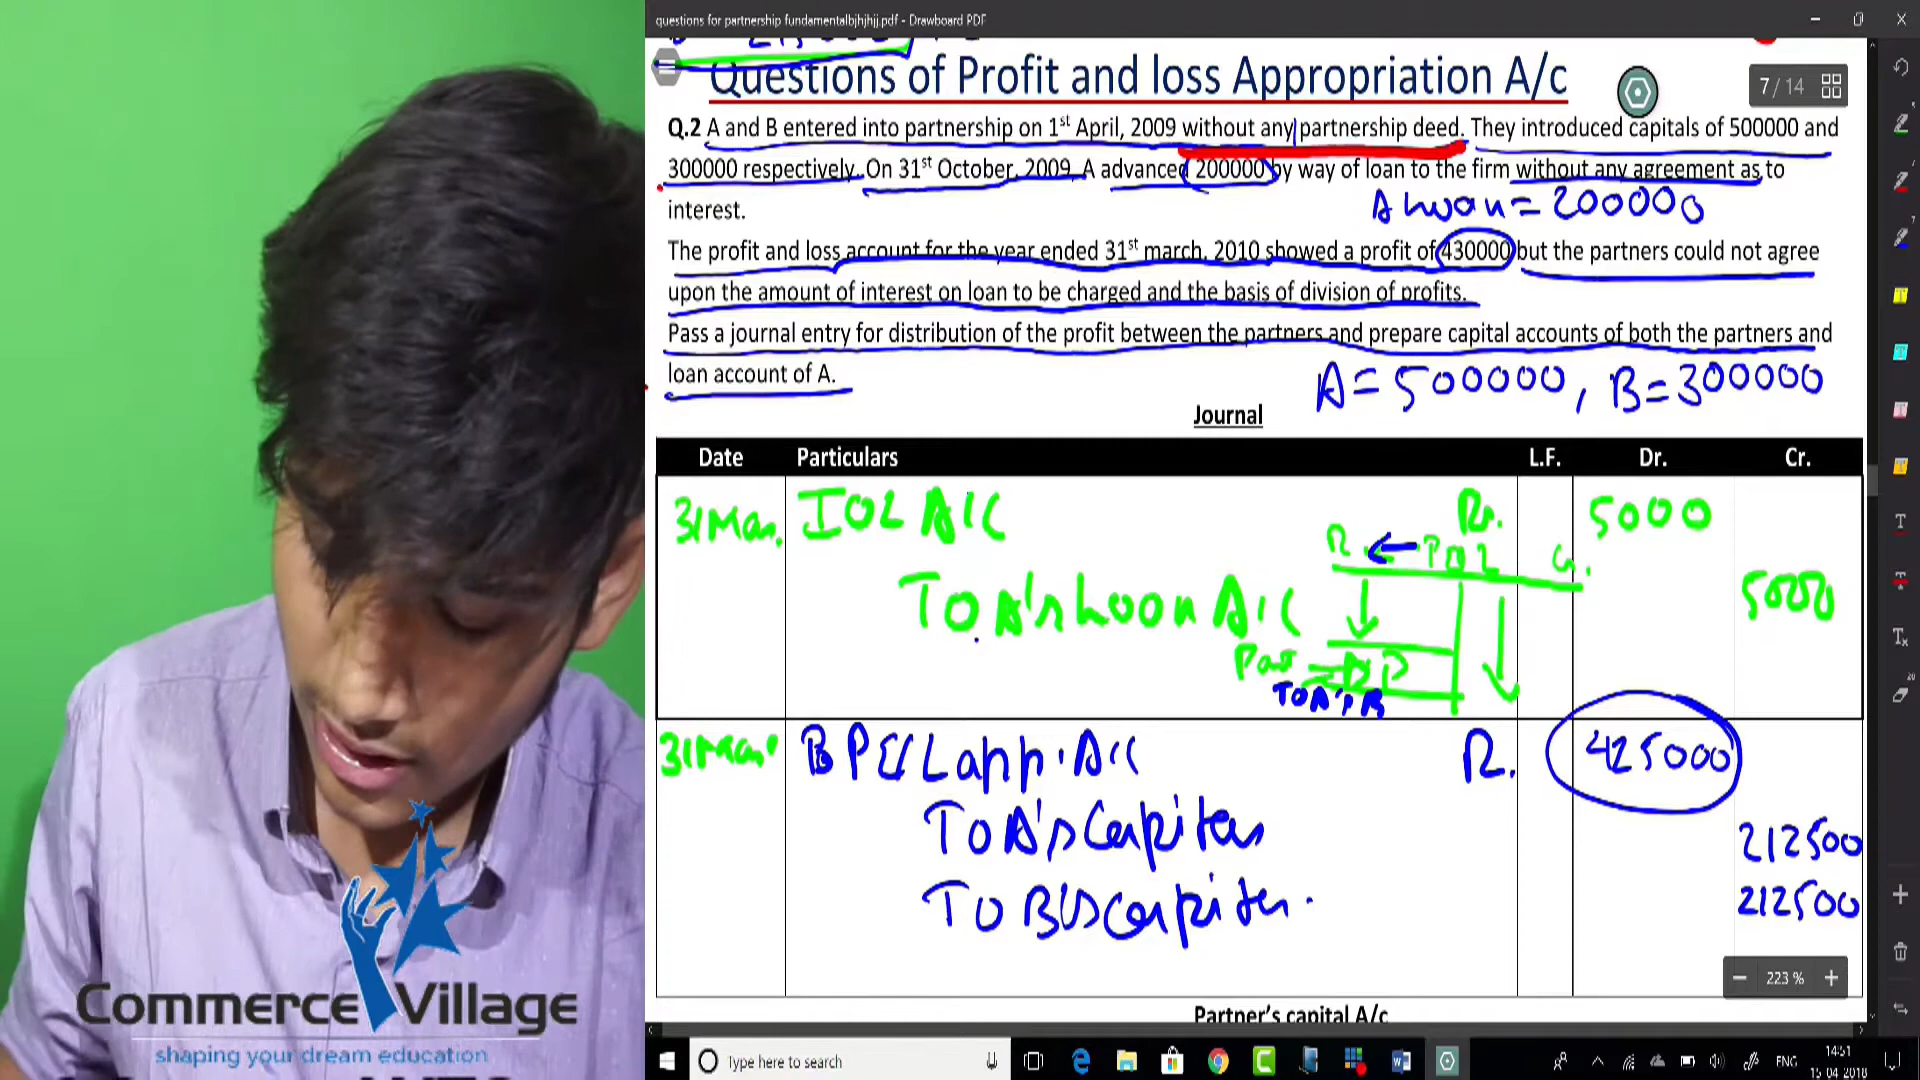 questions for partnership fundamentalbjhjhjj.pdf - Drawboard PDF
Questions of Profit and loss Appropriation A/c
7 / 14
Q.2 A and B entered into partnership on 1st April, 2009 without any partnership deed. They introduced capitals of 500000 and
300000 respectively. On 31st October, 2009, A advanced 200000 by way of loan to the firm without any agreement as to
interest.
A Loan = 200000
The profit and loss account for the year ended 31st march, 2010 showed a profit of 430000 but the partners could not agree
upon the amount of interest on loan to be charged and the basis of division of profits.
Pass a journal entry for distribution of the profit between the partners and prepare capital accounts of both the partners and
loan account of A.
A = 500000, B = 300000
Journal
Date Particulars L.F. Dr. Cr.
31 Mar. IOL A/C Dr. 5000
To A's Loan A/C 5000
31 Mar. P&L app. A/C 425000
To A's Capital 212500
To B's Capital. 212500
223 %
Partner's capital A/c
Commerce Village
shaping your dream education
Type here to search
ENG
14:51
15-04-2018